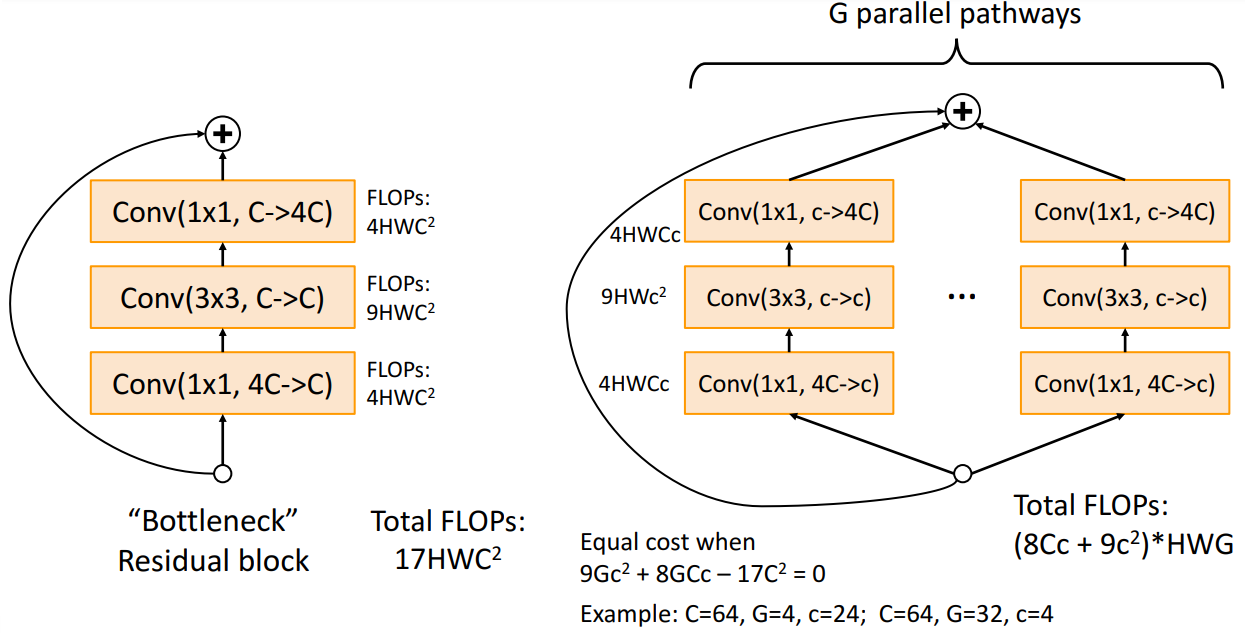 G parallel pathways
Conv(1x1, C->4C)
FLOPs:
4HWC²
Conv(3x3, C->C)
FLOPs:
9HWC²
Conv(1x1, 4C->C)
FLOPs:
4HWC²
“Bottleneck”
Residual block
Total FLOPs:
17HWC²
4HWCc
Conv(1x1, c->4C)
Conv(1x1, c->4C)
9HWc²
Conv(3x3, c->c)
...
Conv(3x3, c->c)
4HWCc
Conv(1x1, 4C->c)
Conv(1x1, 4C->c)
Total FLOPs:
(8Cc + 9c²)*HWG
Equal cost when
9Gc² + 8GCc – 17C² = 0
Example: C=64, G=4, c=24; C=64, G=32, c=4